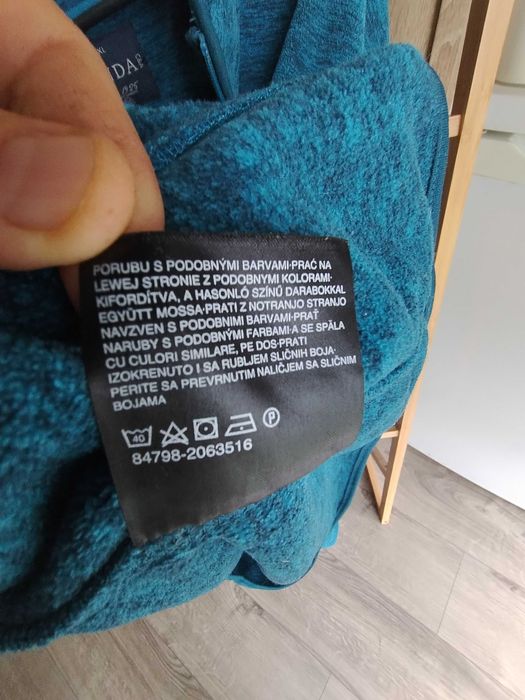 XL
PORUBU S PODOBNÝMI BARVAMI·PRAĆ NA
LEWEJ STRONIE Z PODOBNYMI KOLORAMI·
KIFORDÍTVA, A HASONLÓ SZÍNŰ DARABOKKAL
EGYÜTT MOSSA·PRATI Z NOTRANJO STRANJO
NAVZVEN S PODOBNIMI BARVAMI·PRAŤ
NARUBY S PODOBNÝMI FARBAMI·A SE SPĂLA
CU CULORI SIMILARE, PE DOS·PRATI
IZOKRENUTO I SA RUBLJEM SLIČNIH BOJA·
PERITE SA PREVRNUTIM NALIČJEM SA SLIČNIM
BOJAMA
40 P
84798-2063516